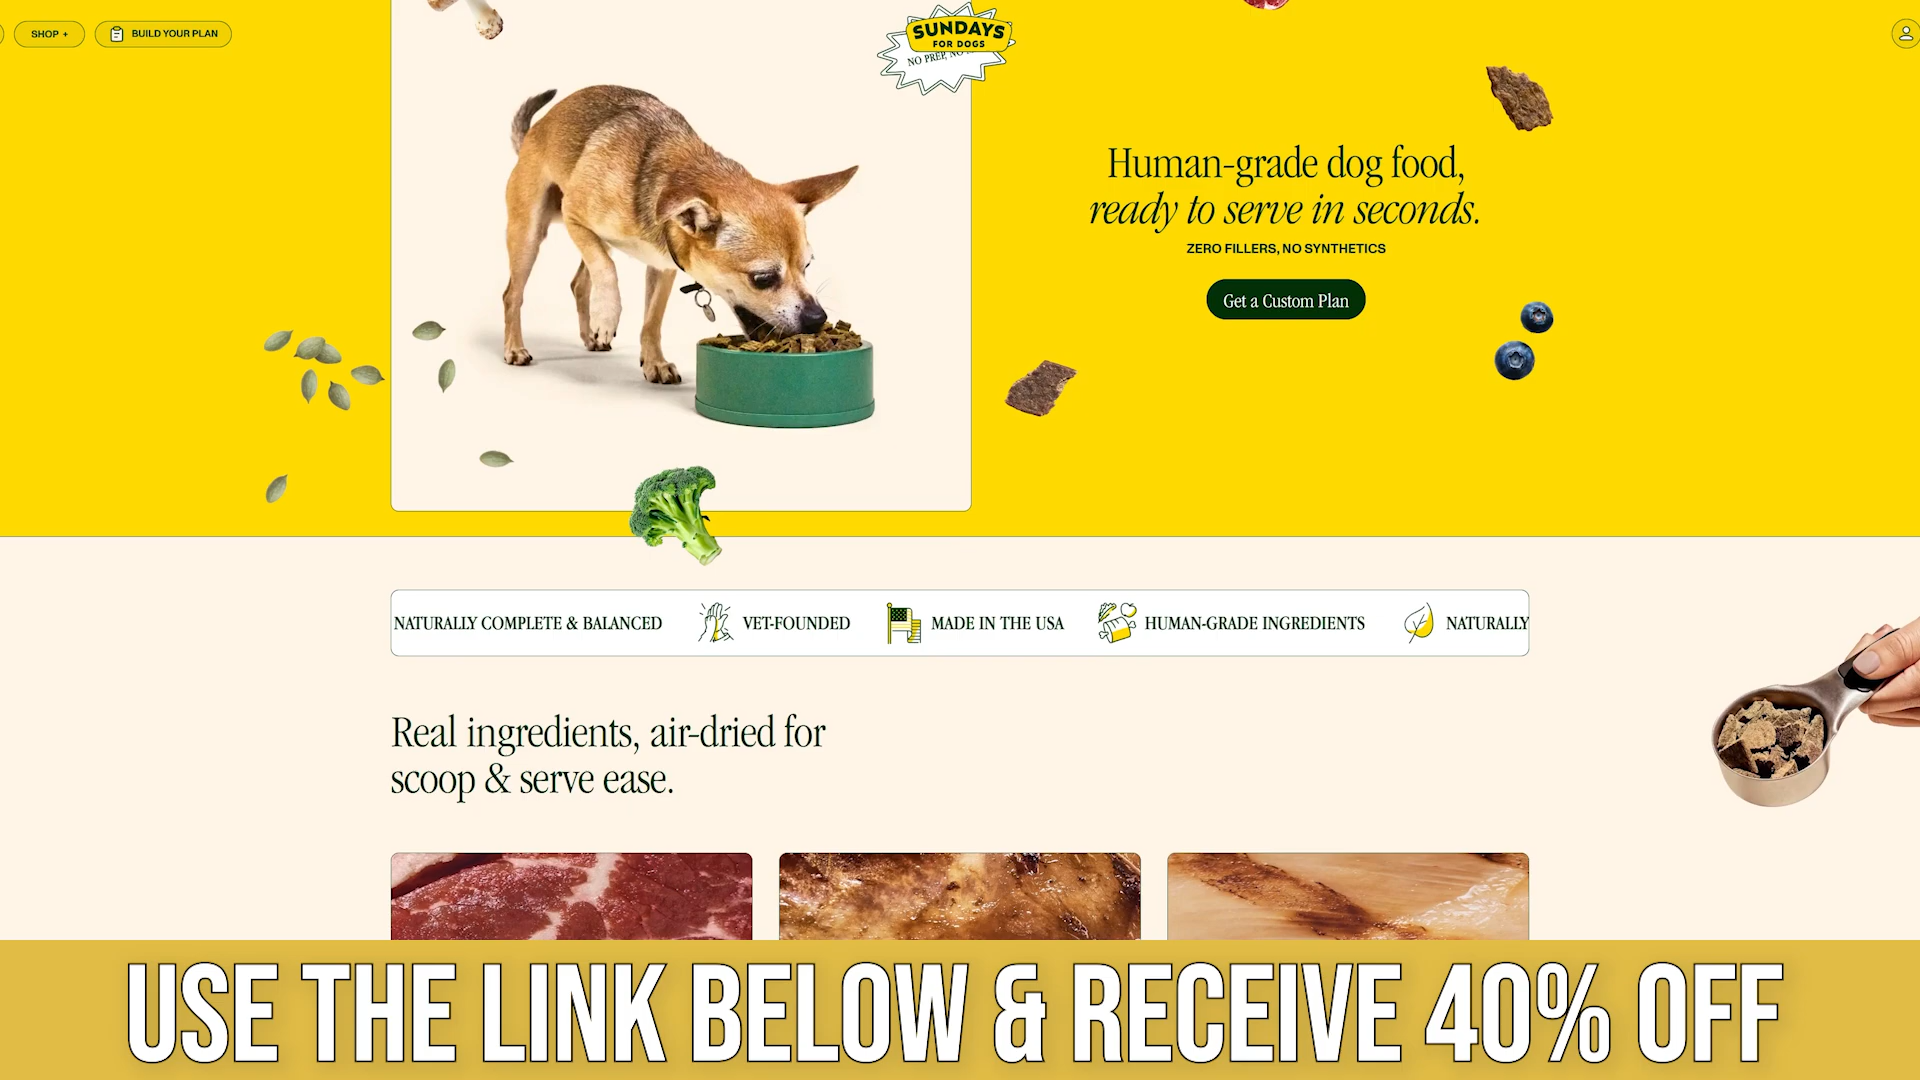 SHOP +
BUILD YOUR PLAN
SUNDAYS
FOR DOGS
NO PREP, NO
Human-grade dog food,
ready to serve in seconds.
ZERO FILLERS, NO SYNTHETICS
Get a Custom Plan
NATURALLY COMPLETE & BALANCED
VET-FOUNDED
MADE IN THE USA
HUMAN-GRADE INGREDIENTS
NATURALLY
Real ingredients, air-dried for
scoop & serve ease.
USE THE LINK BELOW & RECEIVE 40% OFF